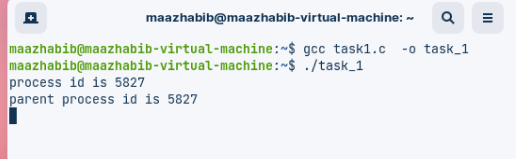 maazhabib@maazhabib-virtual-machine: ~
maazhabib@maazhabib-virtual-machine:~$ gcc task1.c  -o task_1
maazhabib@maazhabib-virtual-machine:~$ ./task_1
process id is 5827
parent process id is 5827